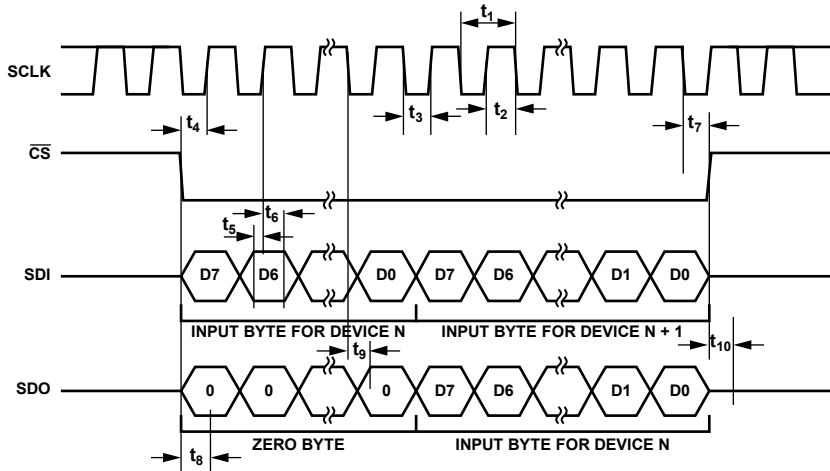 t1
SCLK
t4
t3
t2
t7
CS
t5
t6
SDI
D7
D6
D0
D7
D6
D1
D0
INPUT BYTE FOR DEVICE N
INPUT BYTE FOR DEVICE N + 1
t9
t10
SDO
0
0
0
D7
D6
D1
D0
ZERO BYTE
INPUT BYTE FOR DEVICE N
t8